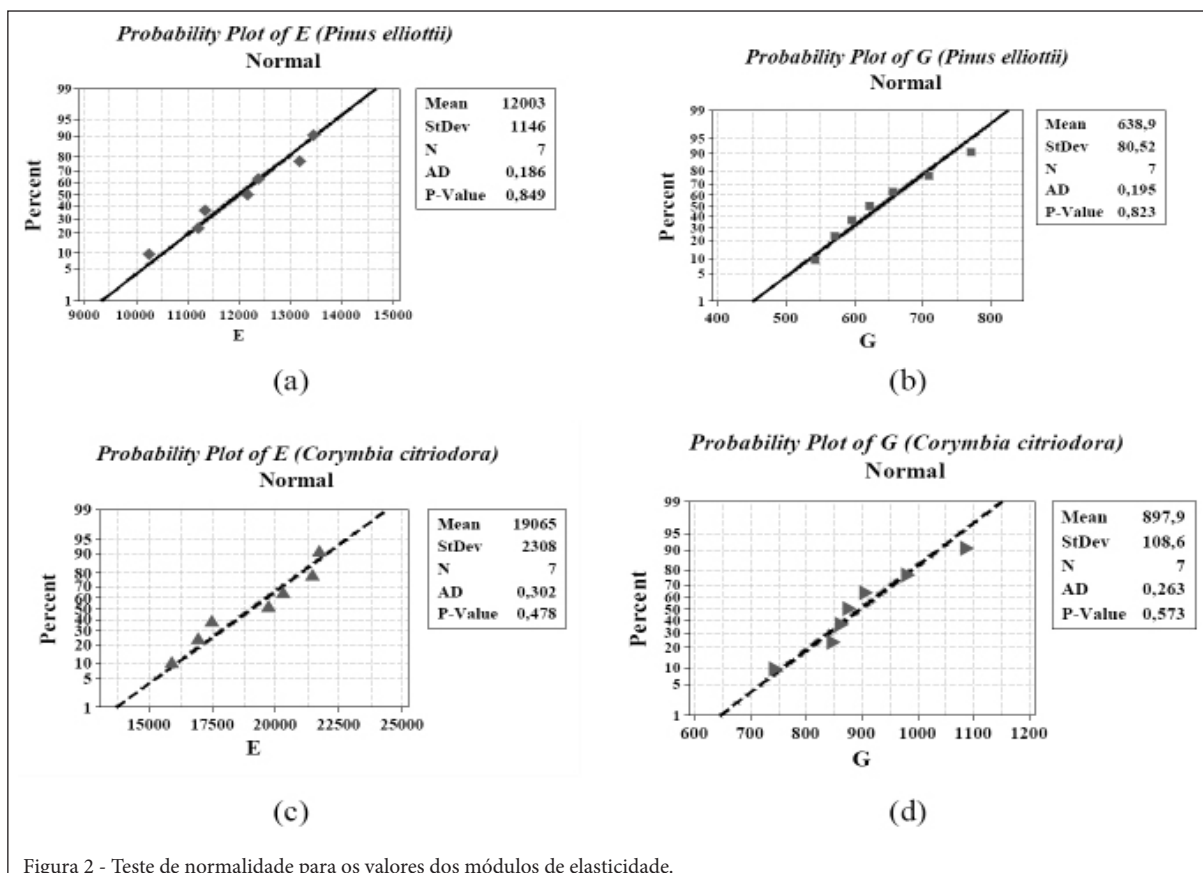 Probability Plot of E (Pinus elliottii)
Normal
99
95
90
80
70
60
50
40
30
20
10
5
1
Percent
9000 10000 11000 12000 13000 14000 15000
E
Mean 12003
StDev 1146
N 7
AD 0,186
P-Value 0,849
(a)
Probability Plot of G (Pinus elliottii)
Normal
99
95
90
80
70
60
50
40
30
20
10
5
1
Percent
400 500 600 700 800
G
Mean 638,9
StDev 80,52
N 7
AD 0,195
P-Value 0,823
(b)
Probability Plot of E (Corymbia citriodora)
Normal
99
95
90
80
70
60
50
40
30
20
10
5
1
Percent
15000 17500 20000 22500 25000
E
Mean 19065
StDev 2308
N 7
AD 0,302
P-Value 0,478
(c)
Probability Plot of G (Corymbia citriodora)
Normal
99
95
90
80
70
60
50
40
30
20
10
5
1
Percent
600 700 800 900 1000 1100 1200
G
Mean 897,9
StDev 108,6
N 7
AD 0,263
P-Value 0,573
(d)
Figura 2 - Teste de normalidade para os valores dos módulos de elasticidade.